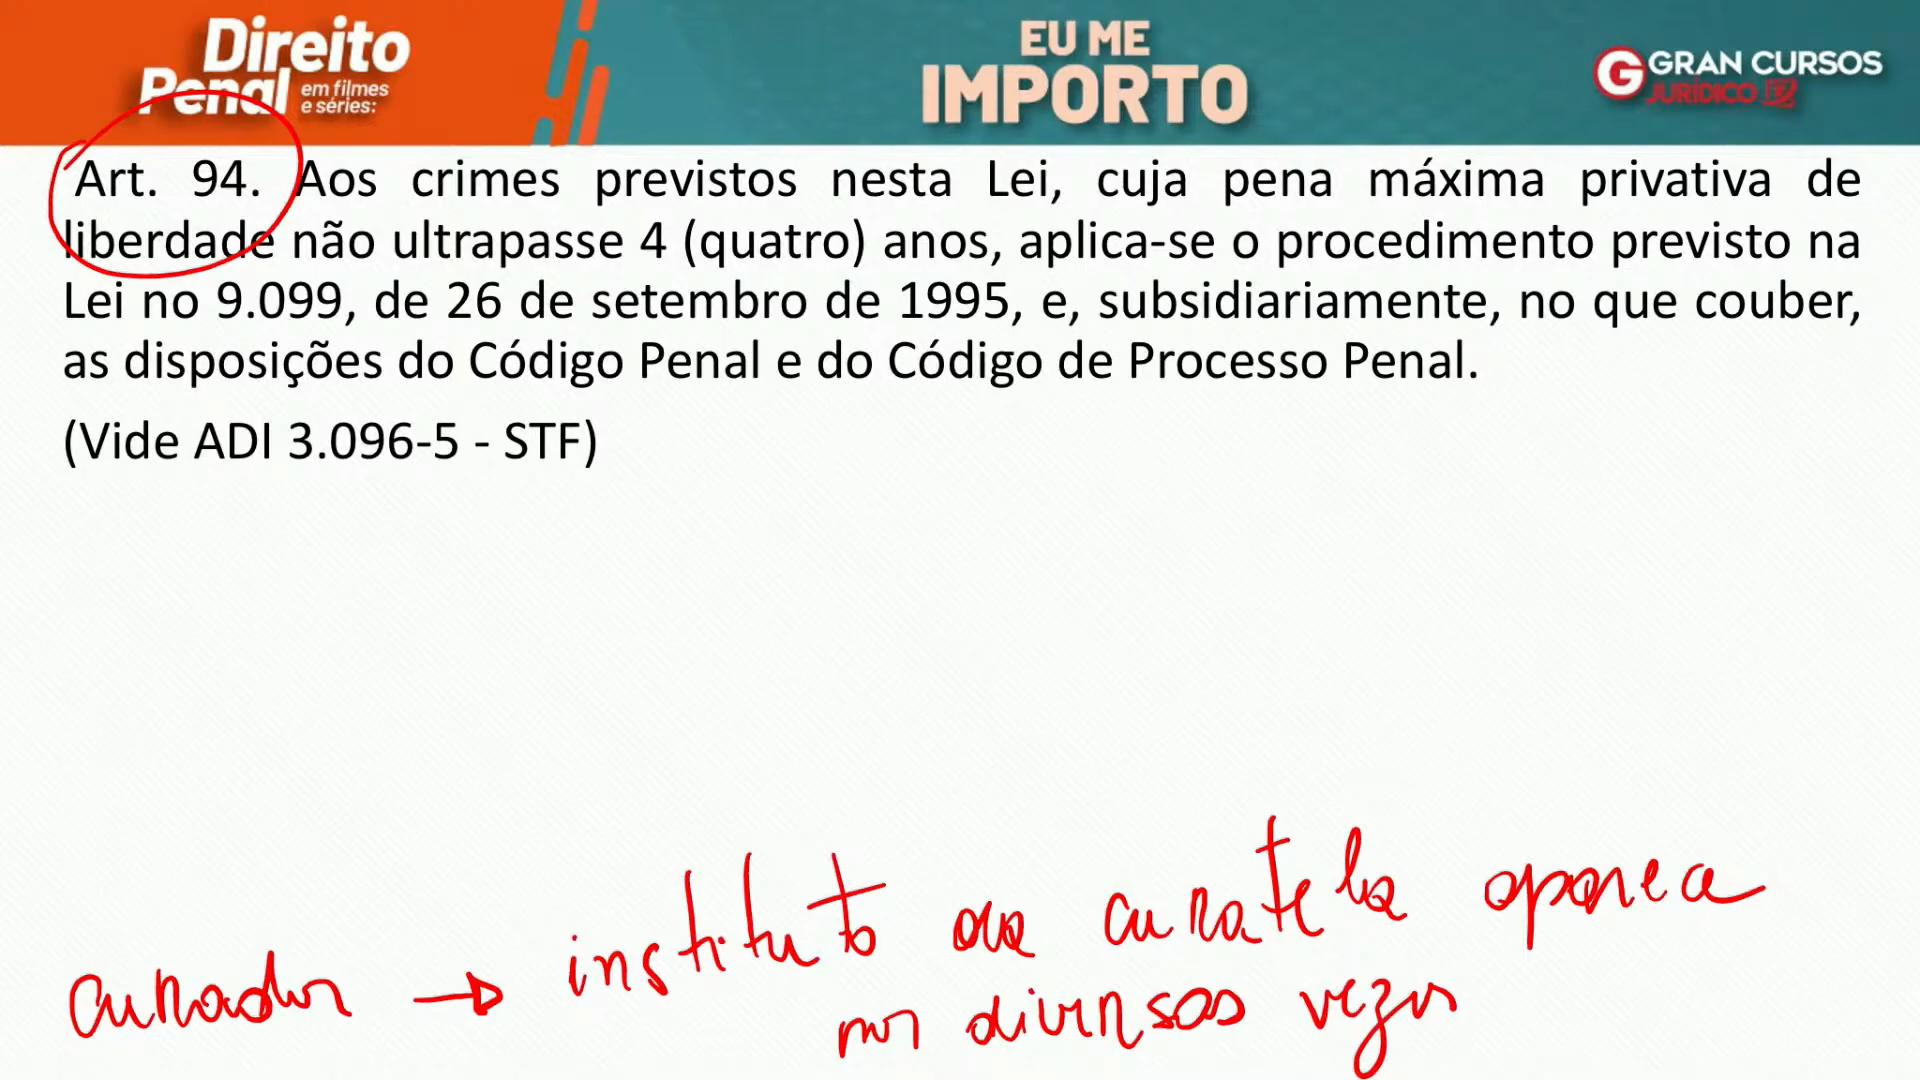 Direito
Penal em filmes
e séries:
EU ME
IMPORTO
GRAN CURSOS
JURÍDICO
Art. 94. Aos crimes previstos nesta Lei, cuja pena máxima privativa de
liberdade não ultrapasse 4 (quatro) anos, aplica-se o procedimento previsto na
Lei no 9.099, de 26 de setembro de 1995, e, subsidiariamente, no que couber,
as disposições do Código Penal e do Código de Processo Penal.
(Vide ADI 3.096-5 - STF)
curador → instituto da curatela aparece
por diversas vezes